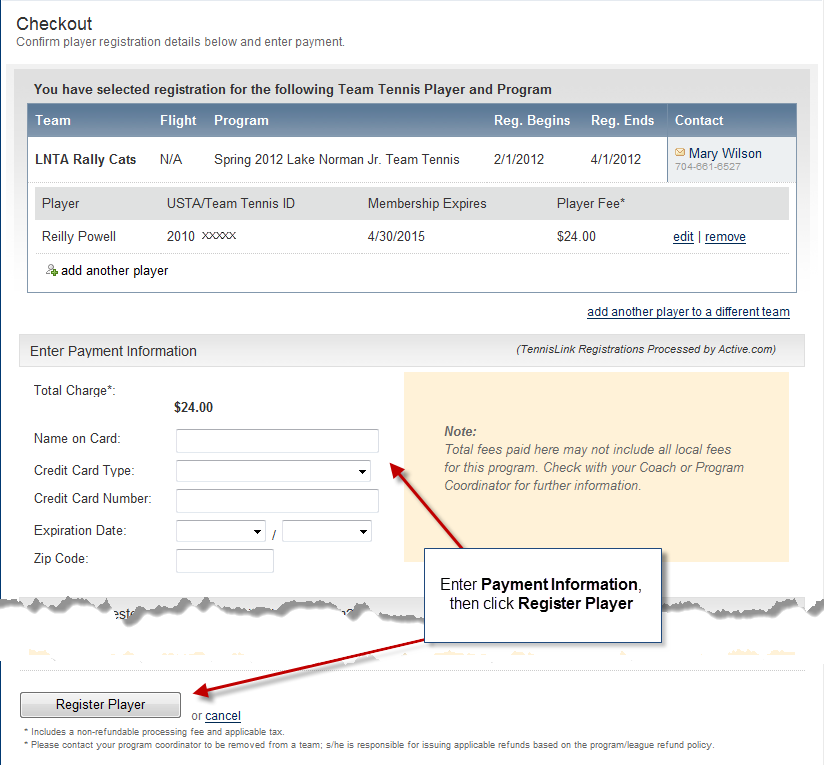 Checkout
Confirm player registration details below and enter payment.
You have selected registration for the following Team Tennis Player and Program
Team Flight Program Reg. Begins Reg. Ends Contact
LNTA Rally Cats N/A Spring 2012 Lake Norman Jr. Team Tennis 2/1/2012 4/1/2012 Mary Wilson
704-661-6527
Player USTA/Team Tennis ID Membership Expires Player Fee*
Reilly Powell 2010 XXXXX 4/30/2015 $24.00 edit | remove
add another player
add another player to a different team
Enter Payment Information (TennisLink Registrations Processed by Active.com)
Total Charge*:
$24.00
Name on Card:
Credit Card Type:
Credit Card Number:
Expiration Date: /
Zip Code:
Note:
Total fees paid here may not include all local fees
for this program. Check with your Coach or Program
Coordinator for further information.
Enter Payment Information,
then click Register Player
Register Player or cancel
* Includes a non-refundable processing fee and applicable tax.
* Please contact your program coordinator to be removed from a team; s/he is responsible for issuing applicable refunds based on the program/league refund policy.